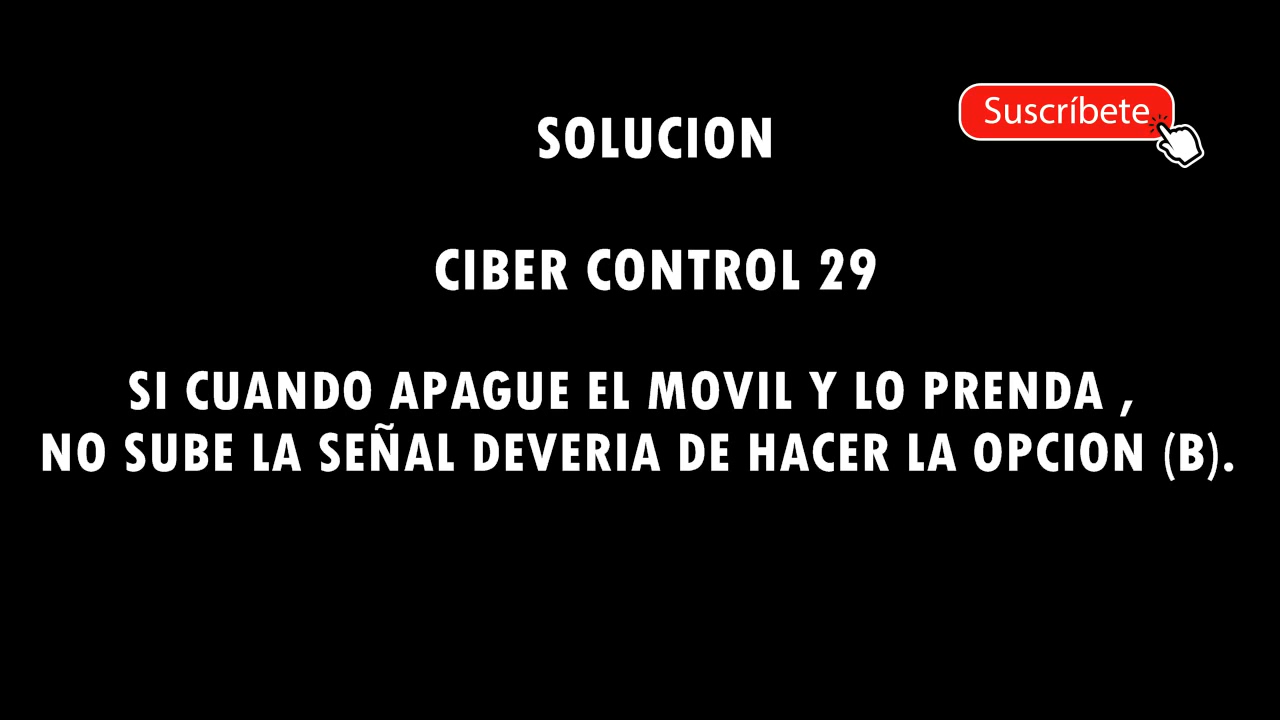 Suscríbete
SOLUCION
CIBER CONTROL 29
SI CUANDO APAGUE EL MOVIL Y LO PRENDA ,
NO SUBE LA SEÑAL DEVERIA DE HACER LA OPCION (B).